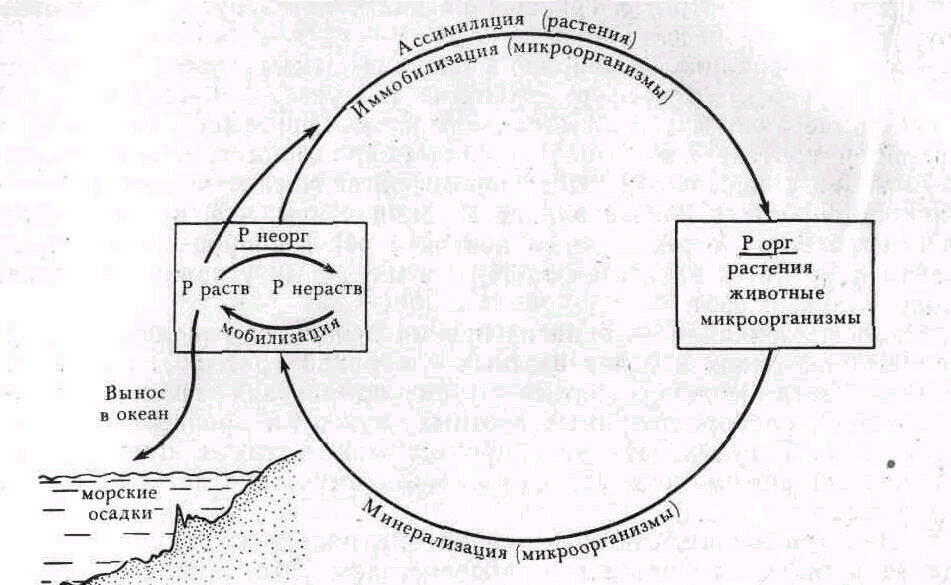 Ассимиляция (растения)
Иммобилизация (микроорганизмы)
P неорг
P раств P нераств
мобилизация
P орг
растения
животные
микроорганизмы
Вынос
в океан
морские
осадки
Минерализация (микроорганизмы)